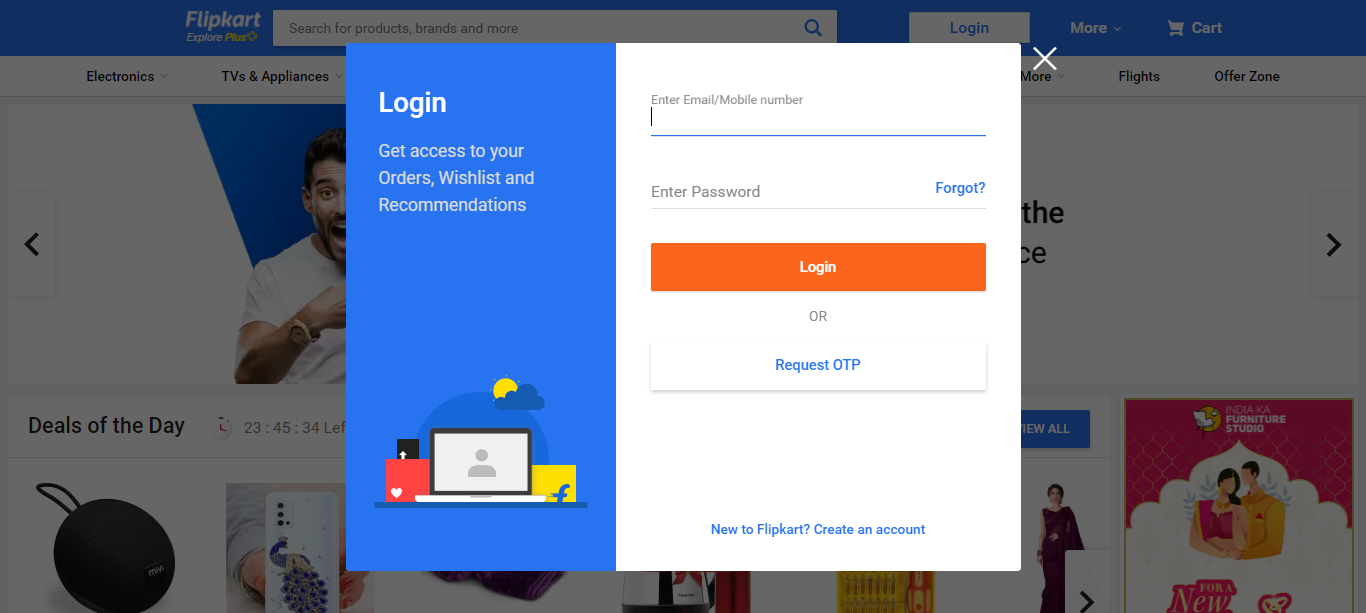 Flipkart
Explore Plus
Search for products, brands and more
Login
More
Cart
Electronics
TVs & Appliances
More
Flights
Offer Zone
Login
Get access to your
Orders, Wishlist and
Recommendations
Enter Email/Mobile number
Enter Password
Forgot?
Login
OR
Request OTP
New to Flipkart? Create an account
the
ce
Deals of the Day
23 : 45 : 34 Lef
IEW ALL
INDIA KA
FURNITURE
STUDIO
mivi
Flipkart
FOR A
New